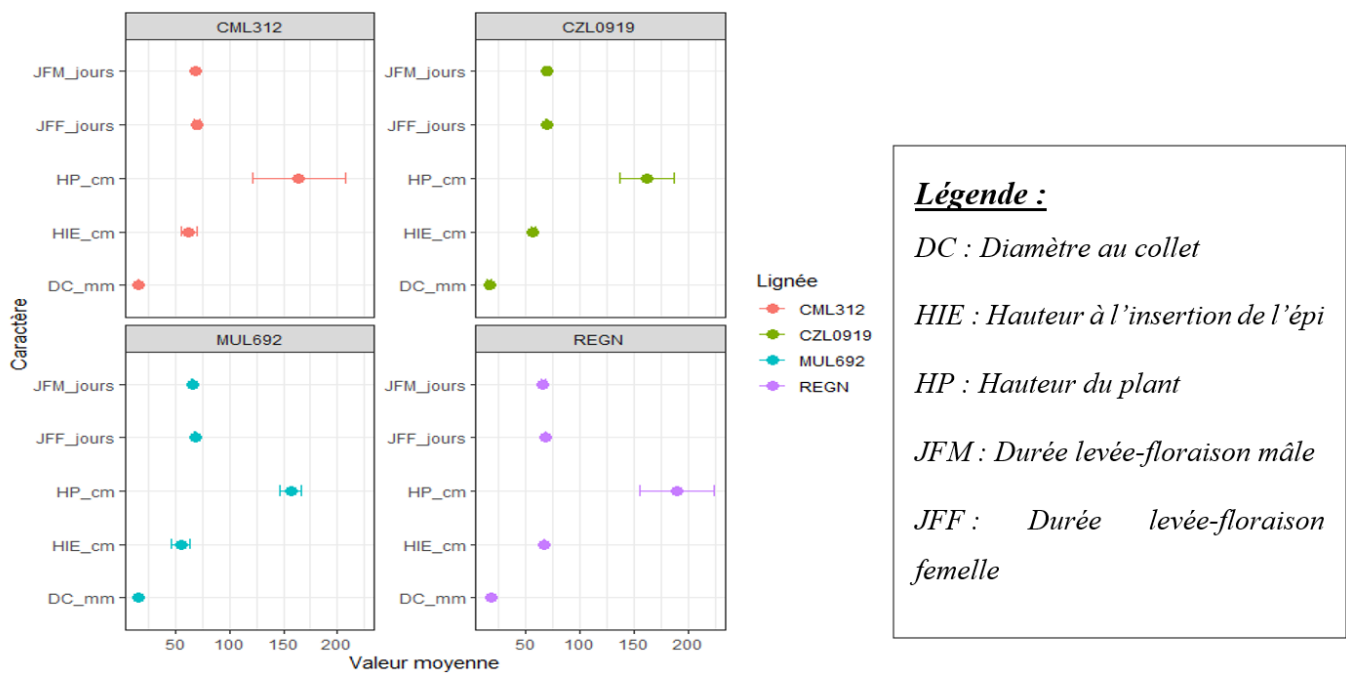 CML312
CZL0919
JFM_jours
JFF_jours
HP_cm
HIE_cm
DC_mm
JFM_jours
JFF_jours
HP_cm
HIE_cm
DC_mm
MUL692
REGN
JFM_jours
JFF_jours
HP_cm
HIE_cm
DC_mm
JFM_jours
JFF_jours
HP_cm
HIE_cm
DC_mm
50 100 150 200
50 100 150 200
Caractère
Valeur moyenne
Lignée
CML312
CZL0919
MUL692
REGN
Légende :
DC : Diamètre au collet
HIE : Hauteur à l’insertion de l’épi
HP : Hauteur du plant
JFM : Durée levée-floraison mâle
JFF : Durée levée-floraison
femelle